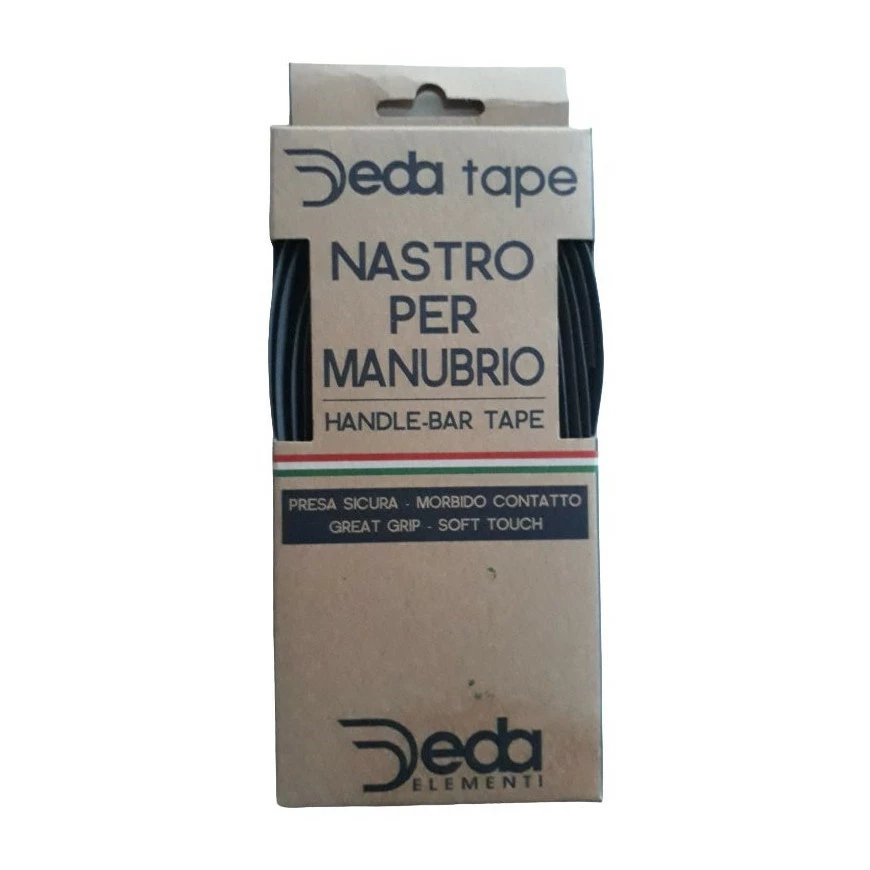 Deda tape
NASTRO
PER
MANUBRIO
HANDLE-BAR TAPE
PRESA SICURA - MORBIDO CONTATTO
GREAT GRIP - SOFT TOUCH
Deda
ELEMENTI